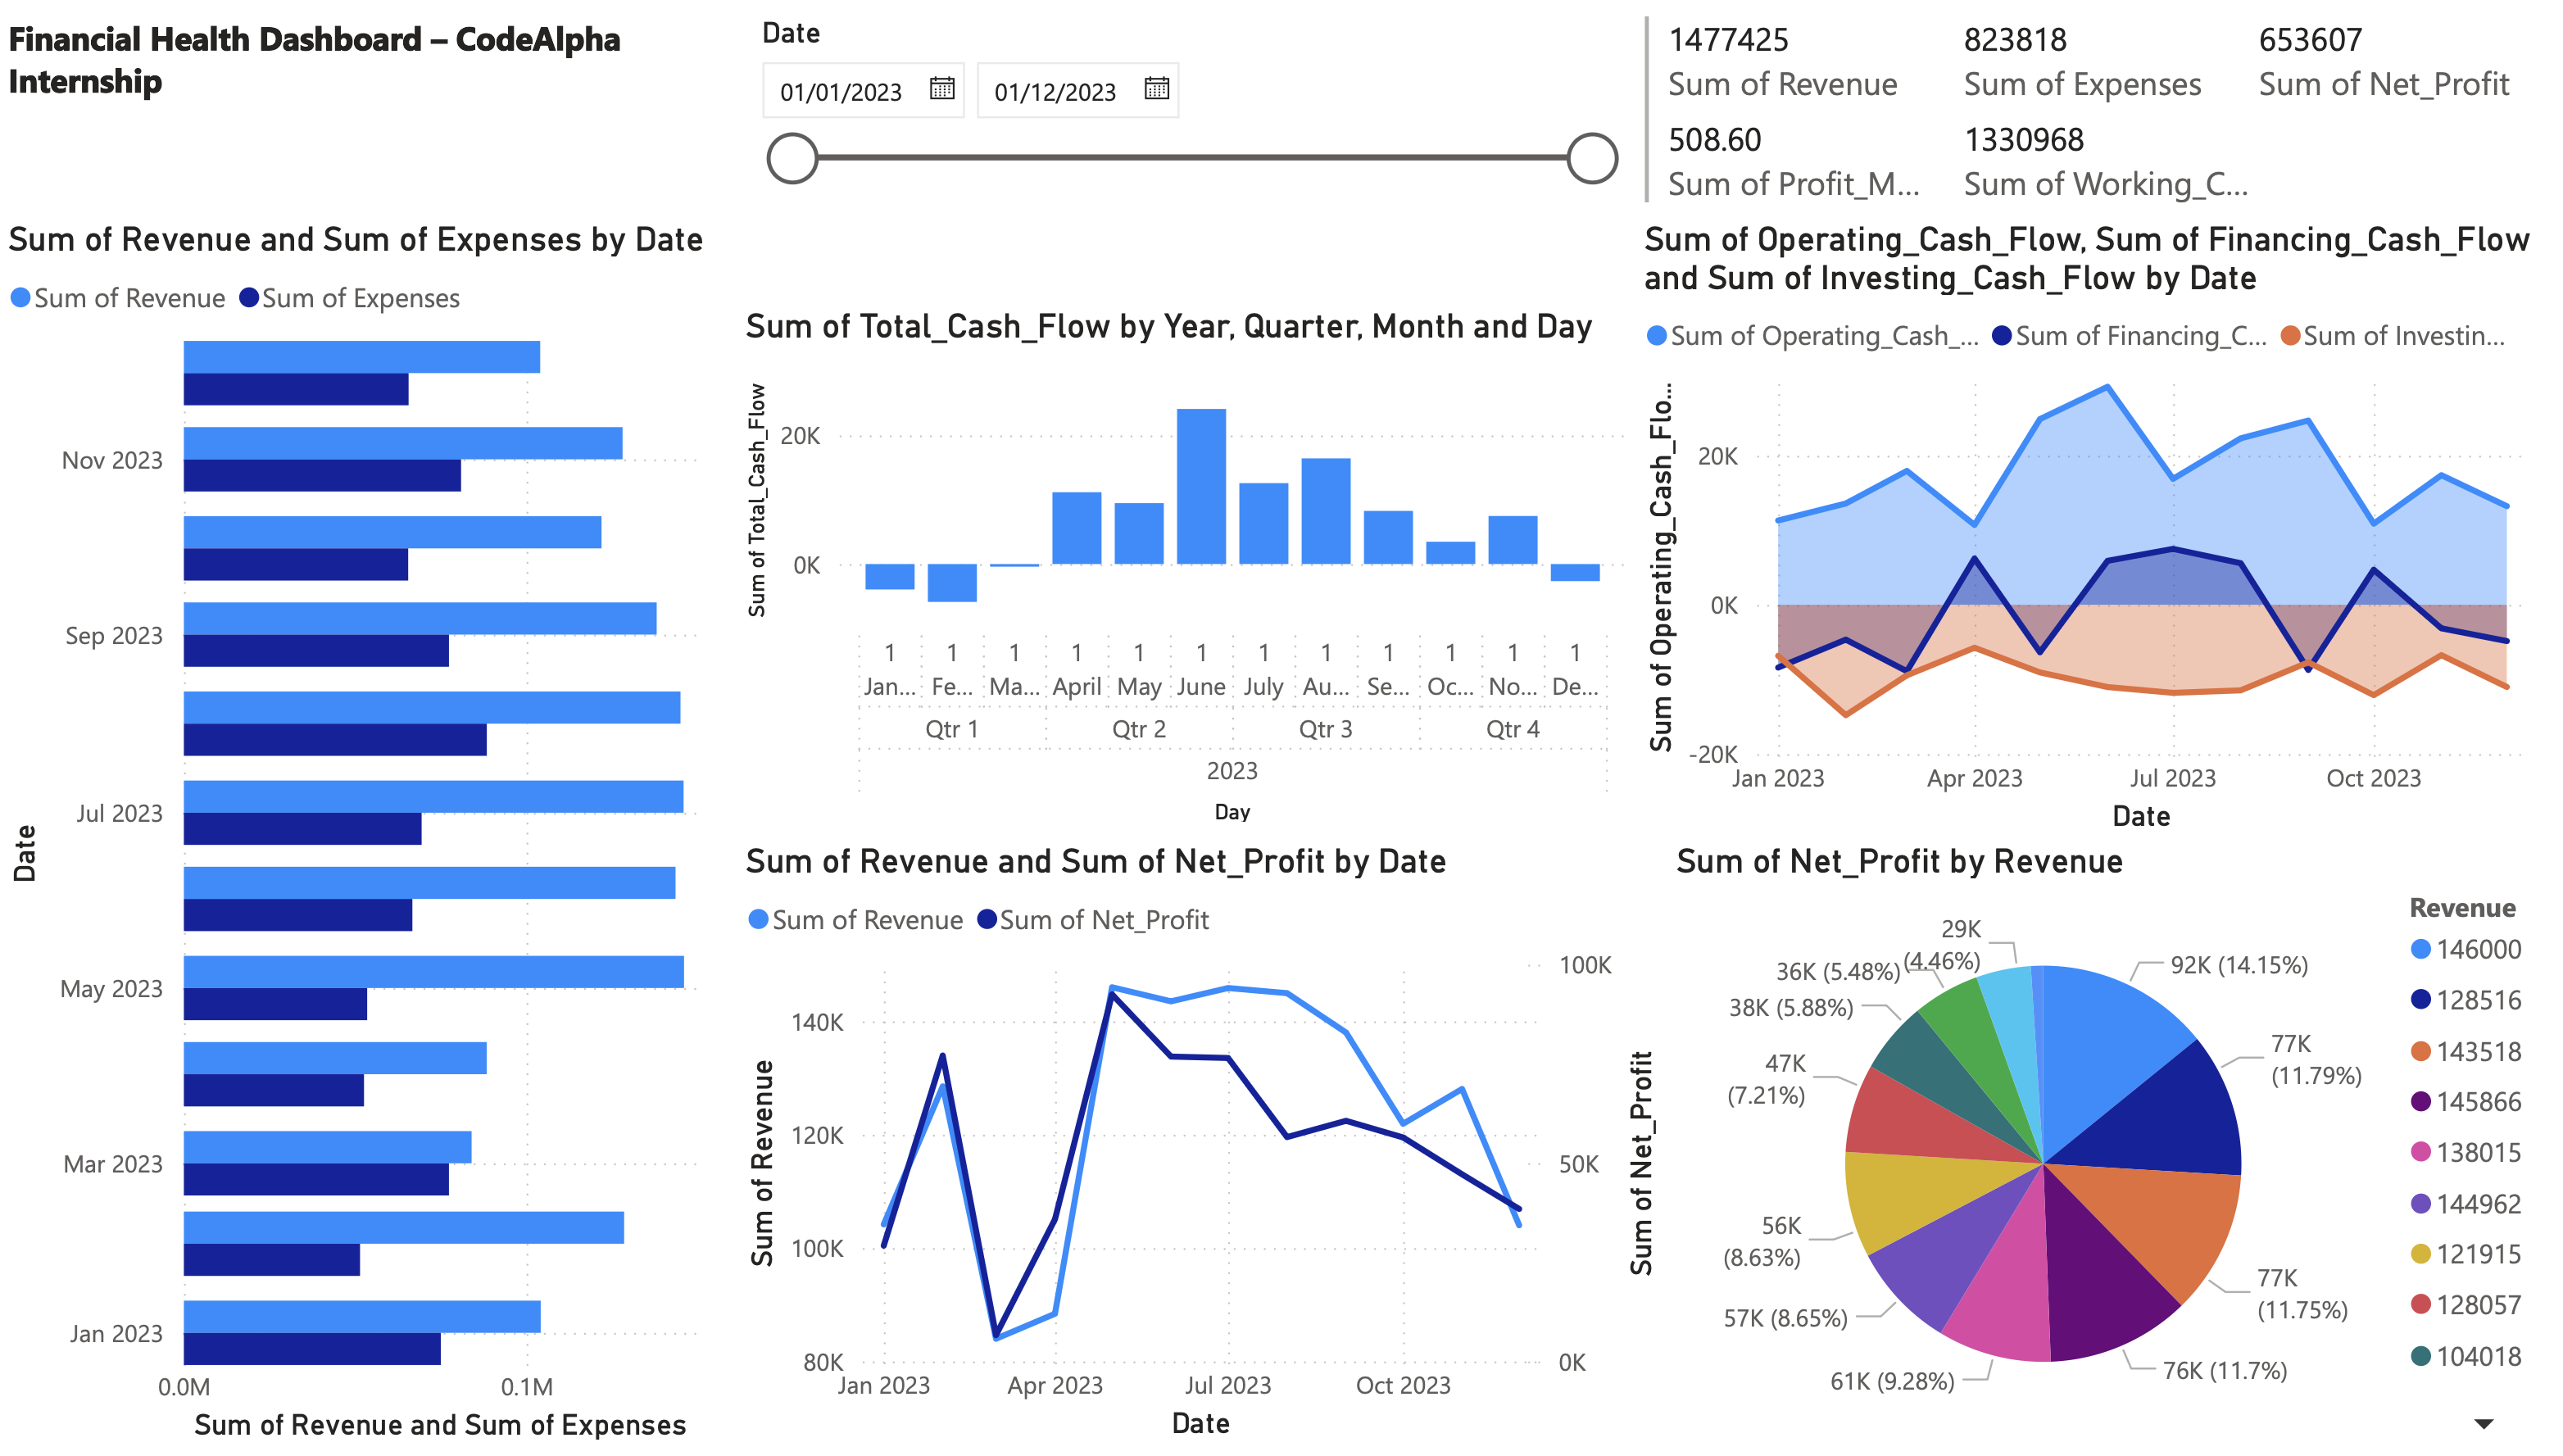 Financial Health Dashboard – CodeAlpha
Internship
Date
01/01/2023
01/12/2023
1477425
Sum of Revenue
823818
Sum of Expenses
653607
Sum of Net_Profit
508.60
Sum of Profit_M...
1330968
Sum of Working_C...
Sum of Revenue and Sum of Expenses by Date
Sum of Revenue
Sum of Expenses
Date
Nov 2023
Sep 2023
Jul 2023
May 2023
Mar 2023
Jan 2023
0.0M
0.1M
Sum of Revenue and Sum of Expenses
Sum of Total_Cash_Flow by Year, Quarter, Month and Day
Sum of Total_Cash_Flow
20K
0K
1 1 1 1 1 1 1 1 1 1 1 1
Jan... Fe... Ma... April May June July Au... Se... Oc... No... De...
Qtr 1 Qtr 2 Qtr 3 Qtr 4
2023
Day
Sum of Operating_Cash_Flow, Sum of Financing_Cash_Flow
and Sum of Investing_Cash_Flow by Date
Sum of Operating_Cash_...
Sum of Financing_C...
Sum of Investin...
Sum of Operating_Cash_Flo...
20K
0K
-20K
Jan 2023 Apr 2023 Jul 2023 Oct 2023
Date
Sum of Revenue and Sum of Net_Profit by Date
Sum of Revenue
Sum of Net_Profit
Sum of Revenue
140K
120K
100K
80K
100K
50K
0K
Sum of Net_Profit
Jan 2023 Apr 2023 Jul 2023 Oct 2023
Date
Sum of Net_Profit by Revenue
92K (14.15%)
77K
(11.79%)
77K
(11.75%)
76K (11.7%)
61K (9.28%)
57K (8.65%)
56K
(8.63%)
47K
(7.21%)
38K (5.88%)
36K (5.48%)
29K
(4.46%)
Revenue
146000
128516
143518
145866
138015
144962
121915
128057
104018